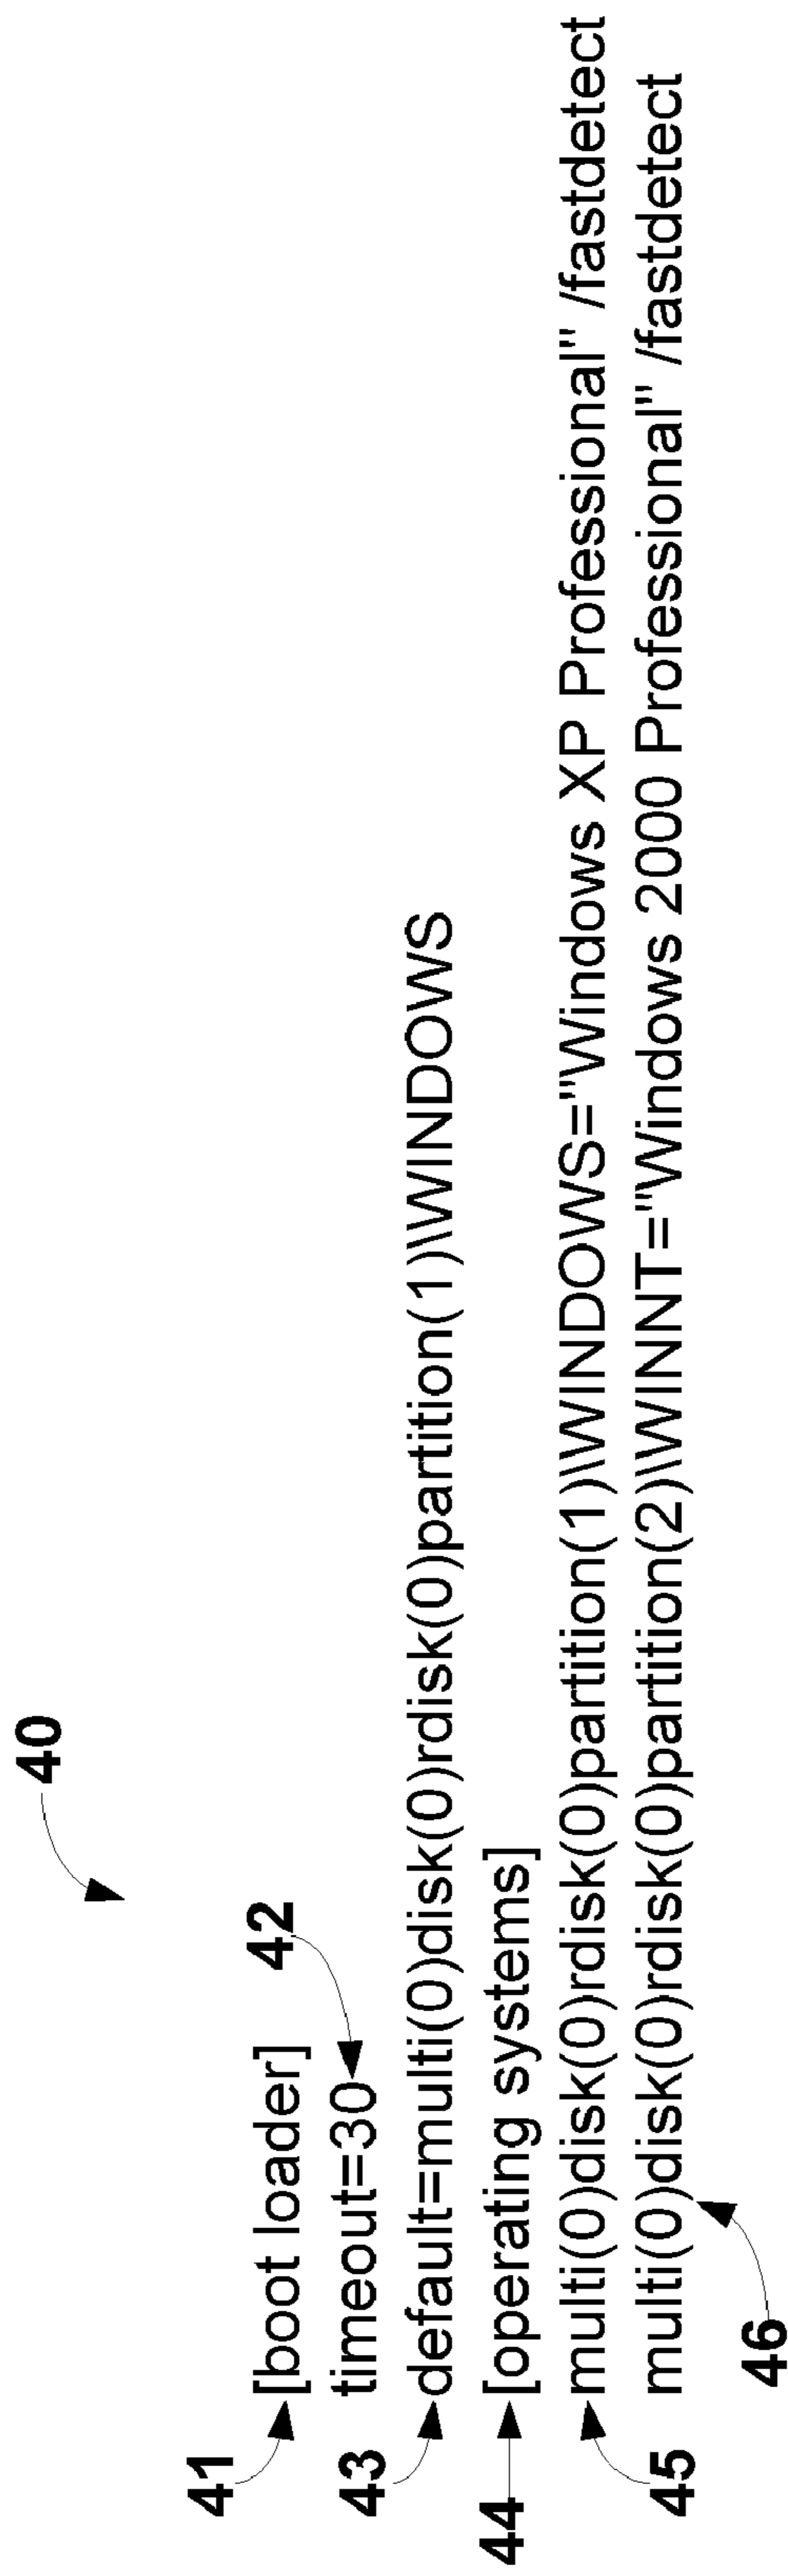 40
41
[boot loader]
42
timeout=30
43
default=multi(0)disk(0)rdisk(0)partition(1)\WINDOWS
44
[operating systems]
45
multi(0)disk(0)rdisk(0)partition(1)\WINDOWS="Windows XP Professional" /fastdetect
multi(0)disk(0)rdisk(0)partition(2)\WINNT="Windows 2000 Professional" /fastdetect
46